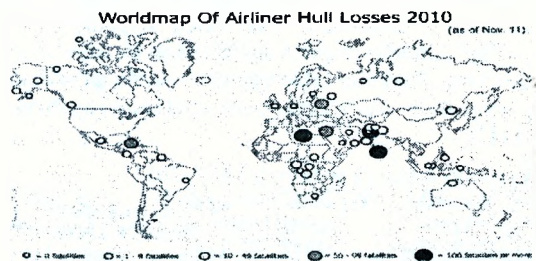 Worldmap Of Airliner Hull Losses 2010
(as of Nov. 11)
= 0 fatalities = 1 - 9 fatalities = 10 - 49 fatalities = 50 - 99 fatalities = 100 fatalities or more